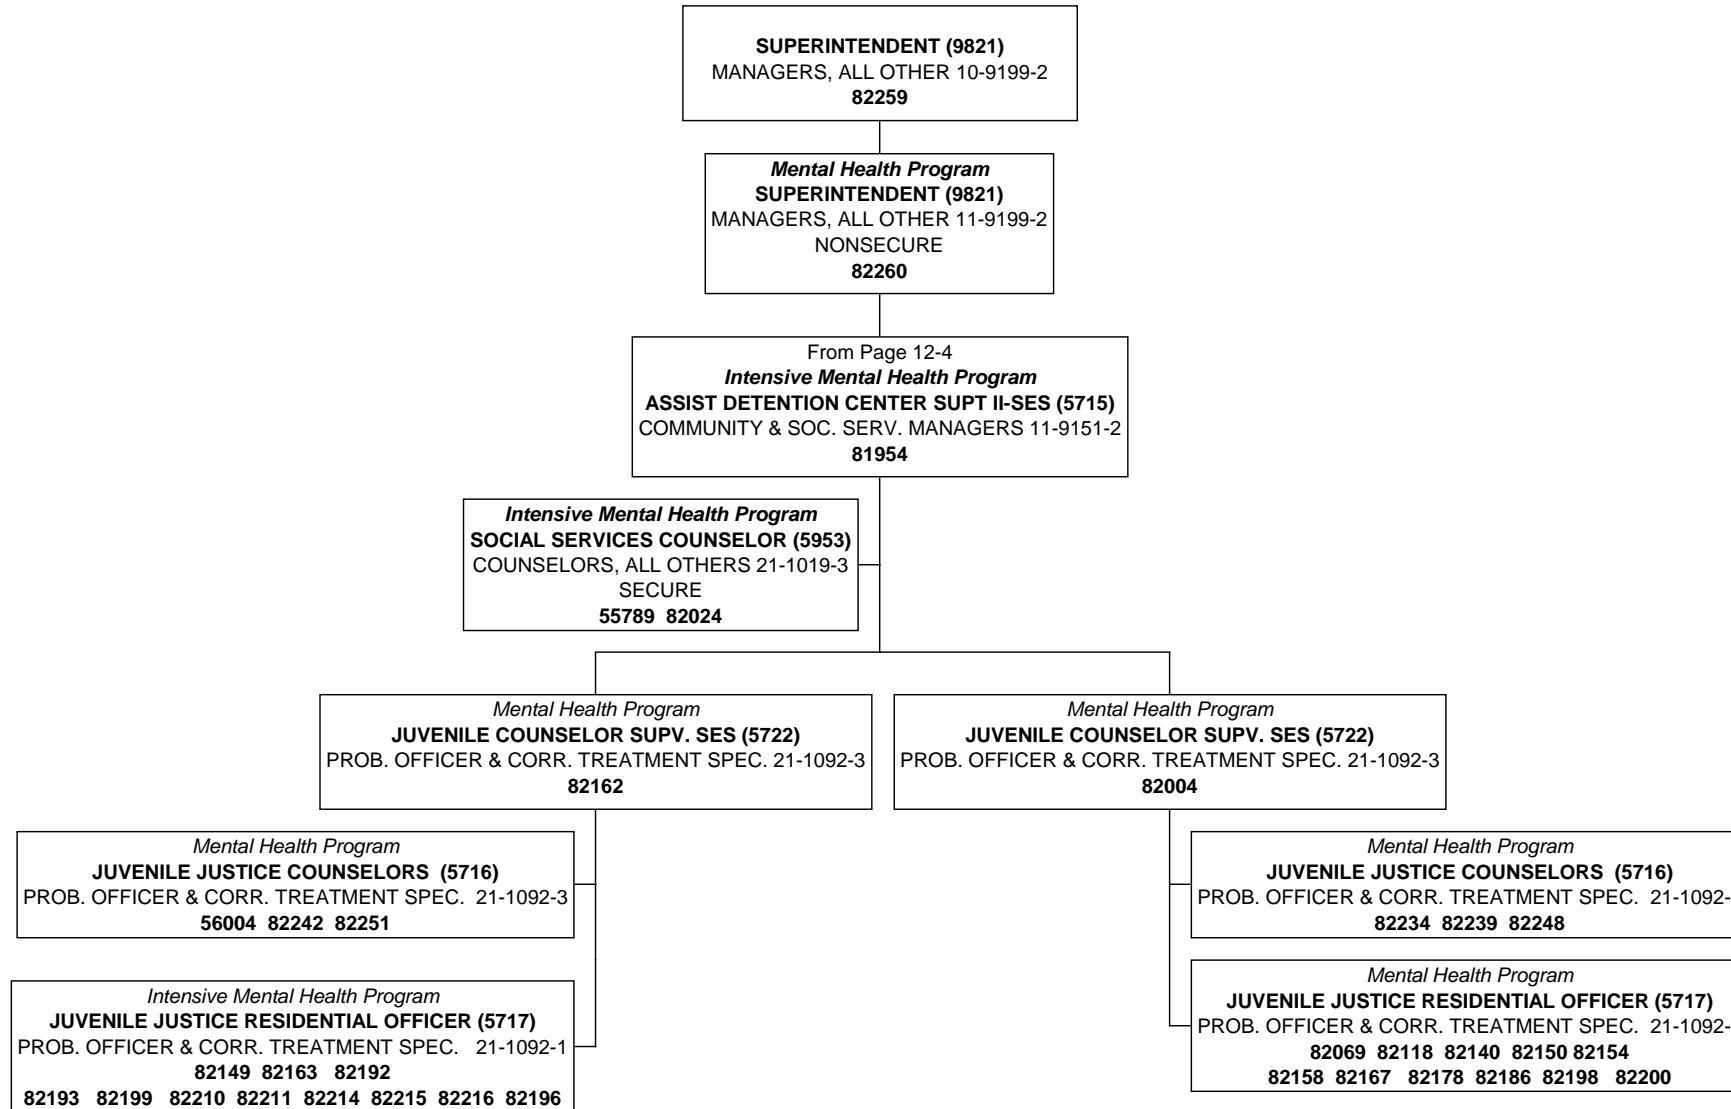 SUPERINTENDENT (9821)
MANAGERS, ALL OTHER 10-9199-2
82259
Mental Health Program
SUPERINTENDENT (9821)
MANAGERS, ALL OTHER 11-9199-2
NONSECURE
82260
From Page 12-4
Intensive Mental Health Program
ASSIST DETENTION CENTER SUPT II-SES (5715)
COMMUNITY & SOC. SERV. MANAGERS 11-9151-2
81954
Intensive Mental Health Program
SOCIAL SERVICES COUNSELOR (5953)
COUNSELORS, ALL OTHERS 21-1019-3
SECURE
55789 82024
Mental Health Program
JUVENILE COUNSELOR SUPV. SES (5722)
PROB. OFFICER & CORR. TREATMENT SPEC. 21-1092-3
82162
Mental Health Program
JUVENILE COUNSELOR SUPV. SES (5722)
PROB. OFFICER & CORR. TREATMENT SPEC. 21-1092-3
82004
Mental Health Program
JUVENILE JUSTICE COUNSELORS (5716)
PROB. OFFICER & CORR. TREATMENT SPEC. 21-1092-3
56004 82242 82251
Mental Health Program
JUVENILE JUSTICE COUNSELORS (5716)
PROB. OFFICER & CORR. TREATMENT SPEC. 21-1092-
82234 82239 82248
Intensive Mental Health Program
JUVENILE JUSTICE RESIDENTIAL OFFICER (5717)
PROB. OFFICER & CORR. TREATMENT SPEC. 21-1092-1
82149 82163 82192
82193 82199 82210 82211 82214 82215 82216 82196
Mental Health Program
JUVENILE JUSTICE RESIDENTIAL OFFICER (5717)
PROB. OFFICER & CORR. TREATMENT SPEC. 21-1092-
82069 82118 82140 82150 82154
82158 82167 82178 82186 82198 82200